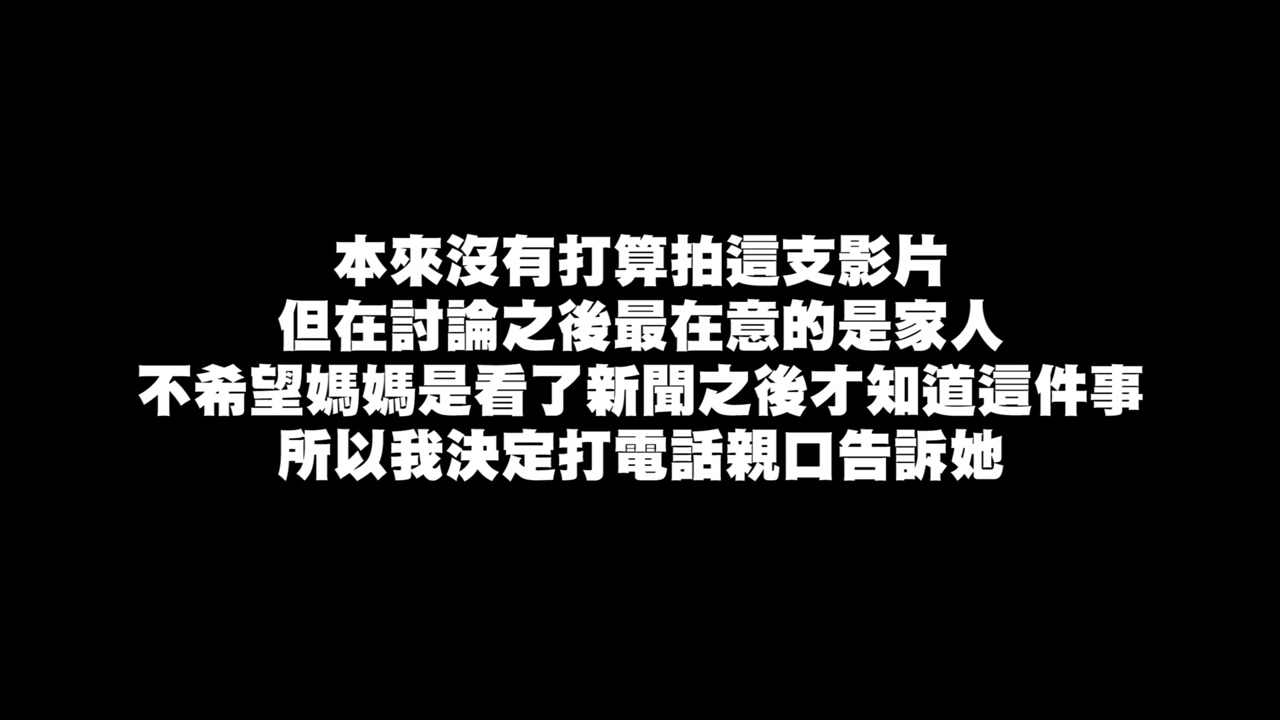 本來沒有打算拍這支影片
但在討論之後最在意的是家人
不希望媽媽是看了新聞之後才知道這件事
所以我決定打電話親口告訴她